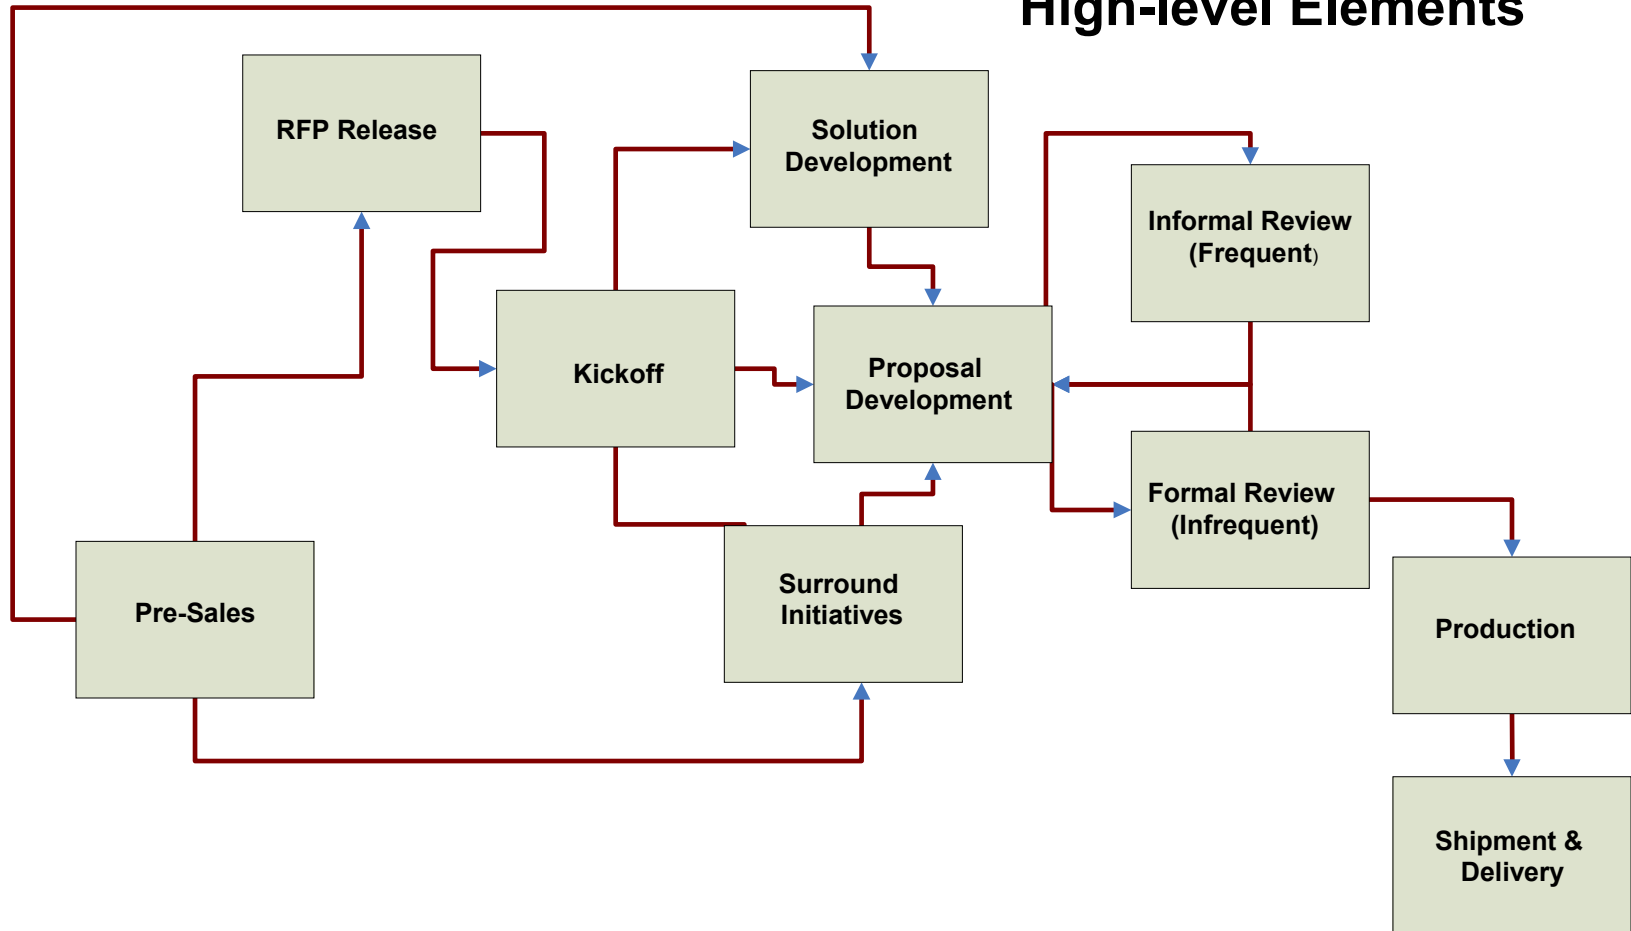 High-level Elements
RFP Release
Solution
Development
Informal Review
(Frequent)
Kickoff
Proposal
Development
Formal Review
(Infrequent)
Surround
Initiatives
Pre-Sales
Production
Shipment &
Delivery